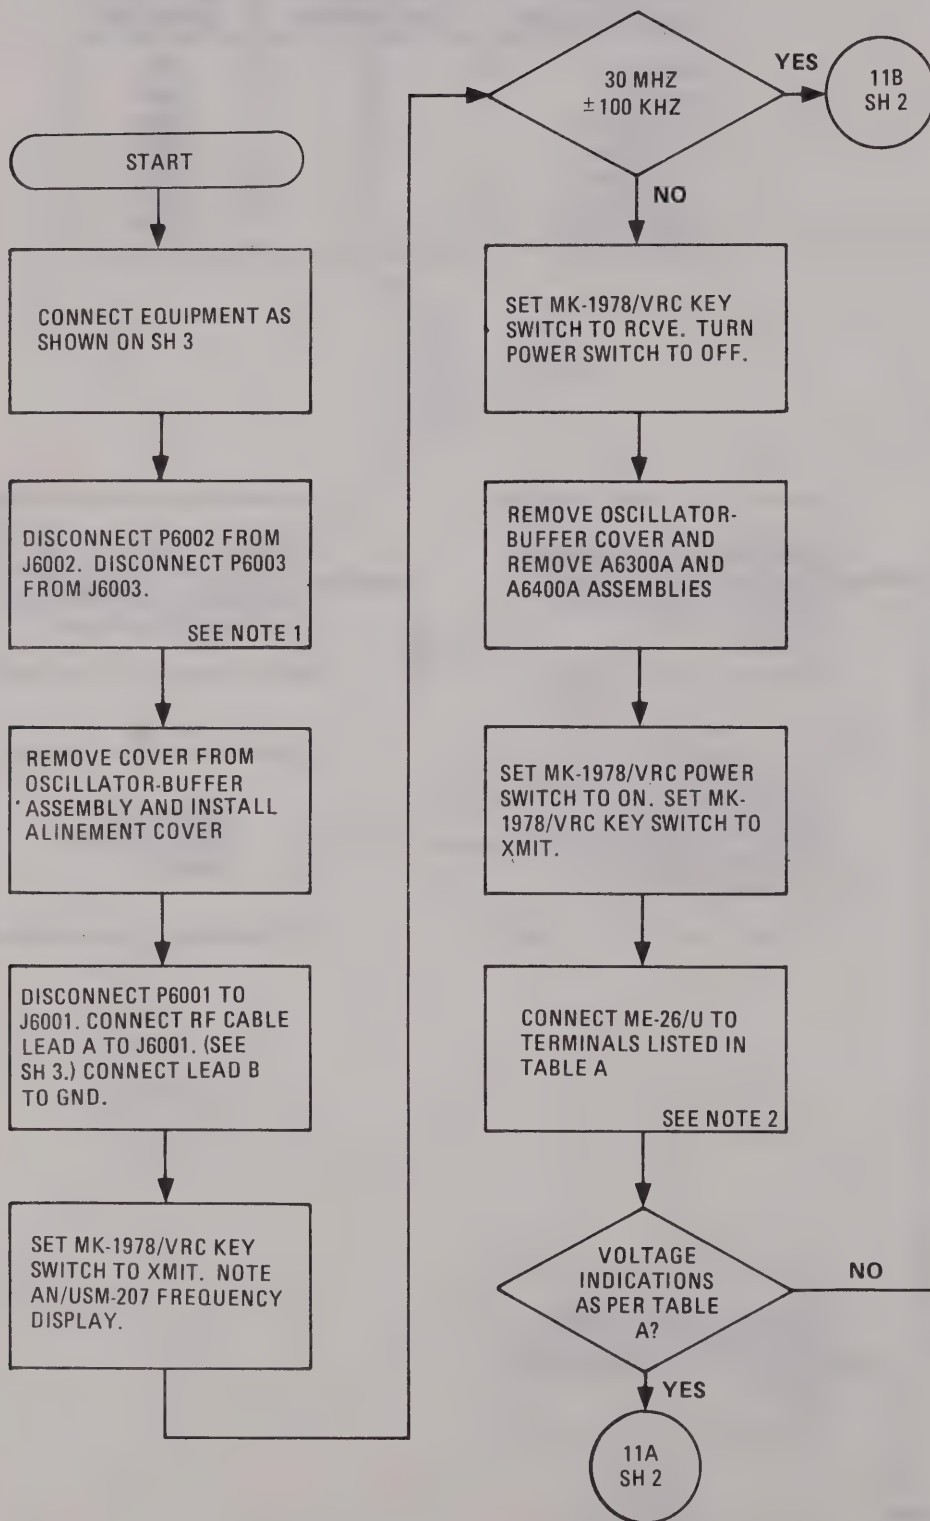 START
CONNECT EQUIPMENT AS
SHOWN ON SH 3
DISCONNECT P6002 FROM
J6002. DISCONNECT P6003
FROM J6003.
SEE NOTE 1
REMOVE COVER FROM
OSCILLATOR-BUFFER
ASSEMBLY AND INSTALL
ALINEMENT COVER
DISCONNECT P6001 TO
J6001. CONNECT RF CABLE
LEAD A TO J6001. (SEE
SH 3.) CONNECT LEAD B
TO GND.
SET MK-1978/VRC KEY
SWITCH TO XMIT. NOTE
AN/USM-207 FREQUENCY
DISPLAY.
30 MHZ
±100 KHZ
YES
11B
SH 2
NO
SET MK-1978/VRC KEY
SWITCH TO RCVE. TURN
POWER SWITCH TO OFF.
REMOVE OSCILLATOR-
BUFFER COVER AND
REMOVE A6300A AND
A6400A ASSEMBLIES
SET MK-1978/VRC POWER
SWITCH TO ON. SET MK-
1978/VRC KEY SWITCH TO
XMIT.
CONNECT ME-26/U TO
TERMINALS LISTED IN
TABLE A
SEE NOTE 2
VOLTAGE
INDICATIONS
AS PER TABLE
A?
NO
YES
11A
SH 2